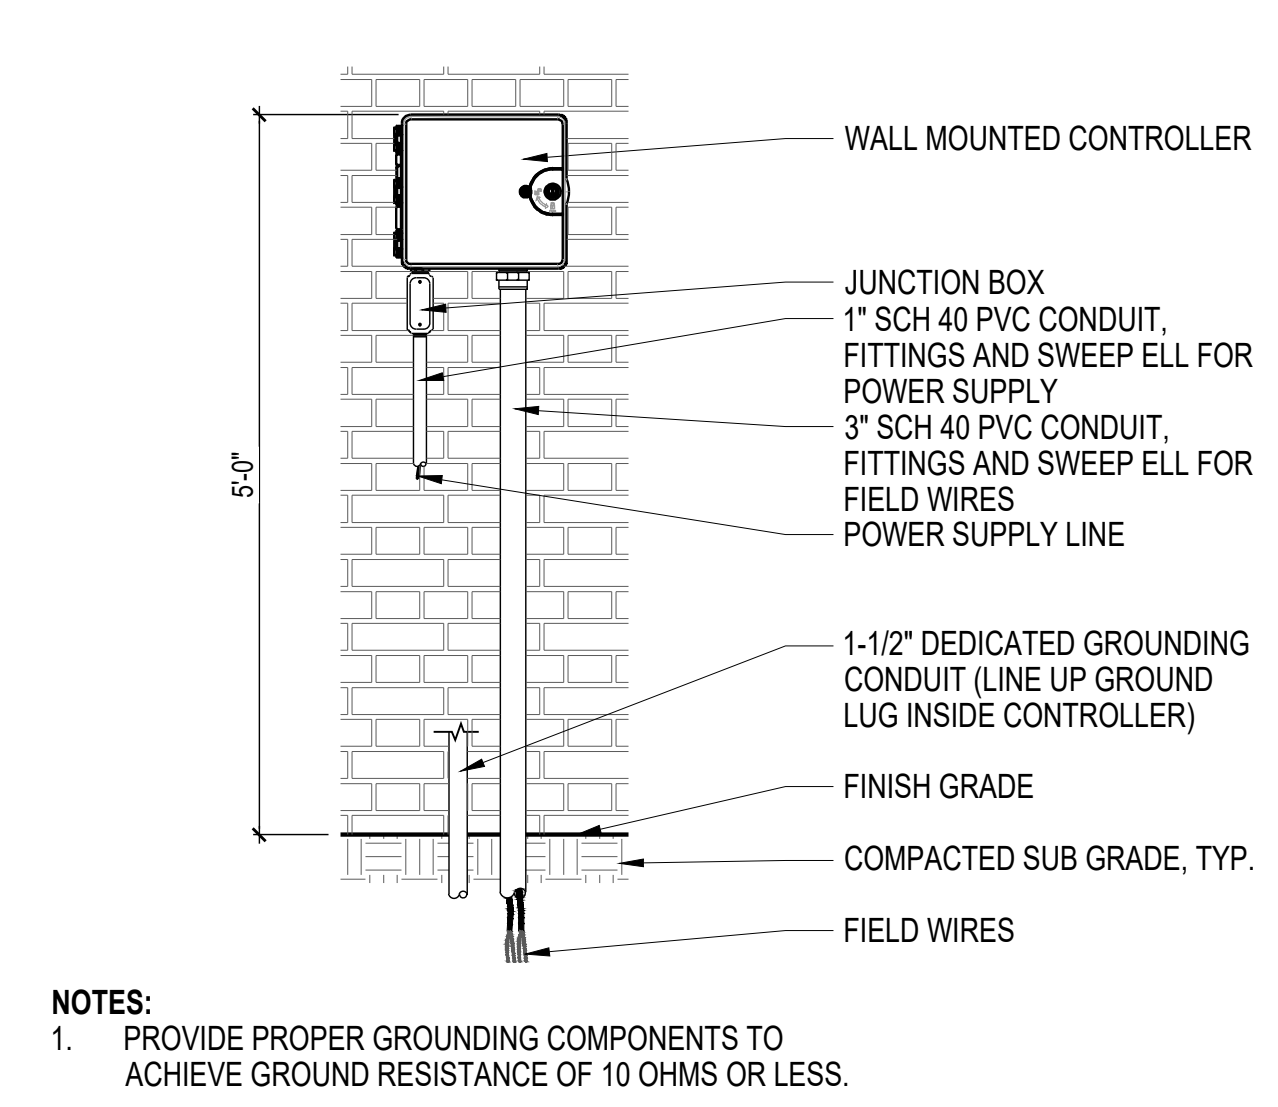 WALL MOUNTED CONTROLLER
JUNCTION BOX
1" SCH 40 PVC CONDUIT,
FITTINGS AND SWEEP ELL FOR
POWER SUPPLY
3" SCH 40 PVC CONDUIT,
FITTINGS AND SWEEP ELL FOR
FIELD WIRES
POWER SUPPLY LINE
5'-0"
1-1/2" DEDICATED GROUNDING
CONDUIT (LINE UP GROUND
LUG INSIDE CONTROLLER)
FINISH GRADE
COMPACTED SUB GRADE, TYP.
FIELD WIRES
NOTES:
1. PROVIDE PROPER GROUNDING COMPONENTS TO
ACHIEVE GROUND RESISTANCE OF 10 OHMS OR LESS.